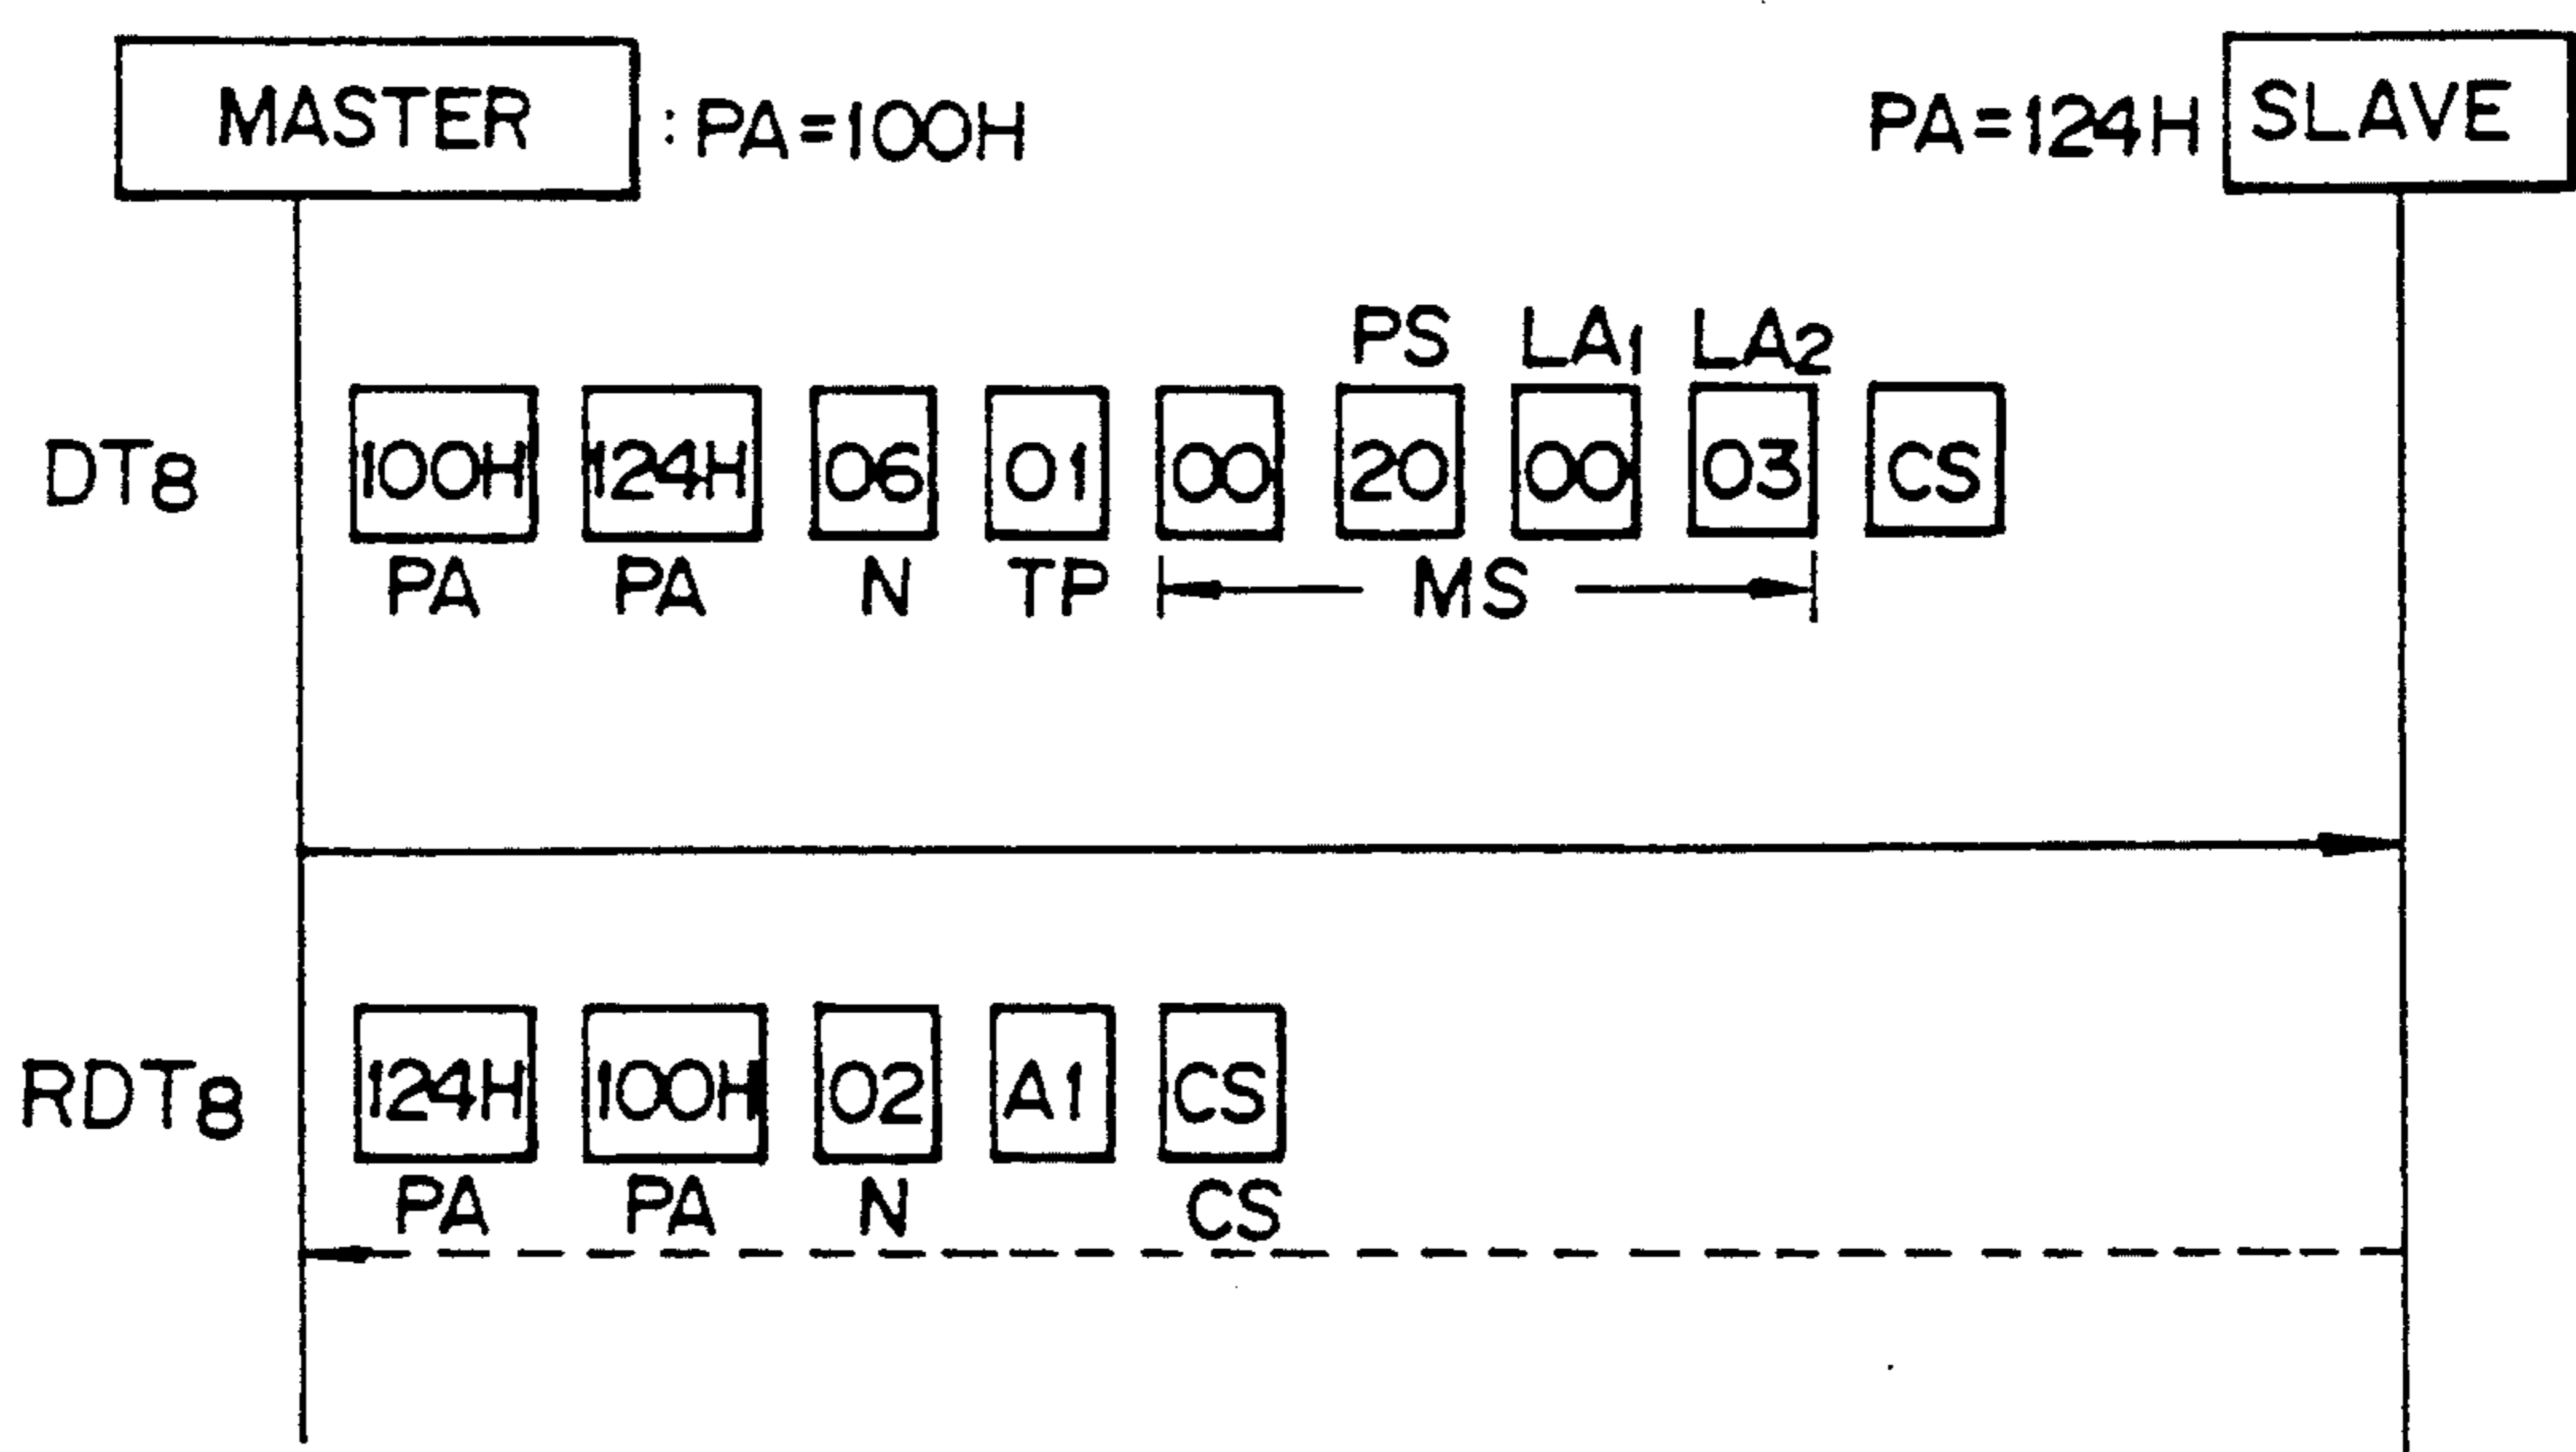 MASTER : PA=100H PA=124H SLAVE
PS LA1 LA2
DT8 100H 124H 06 01 00 20 00 03 CS
PA PA N TP MS
RDT8 124H 100H 02 A1 CS
PA PA N CS